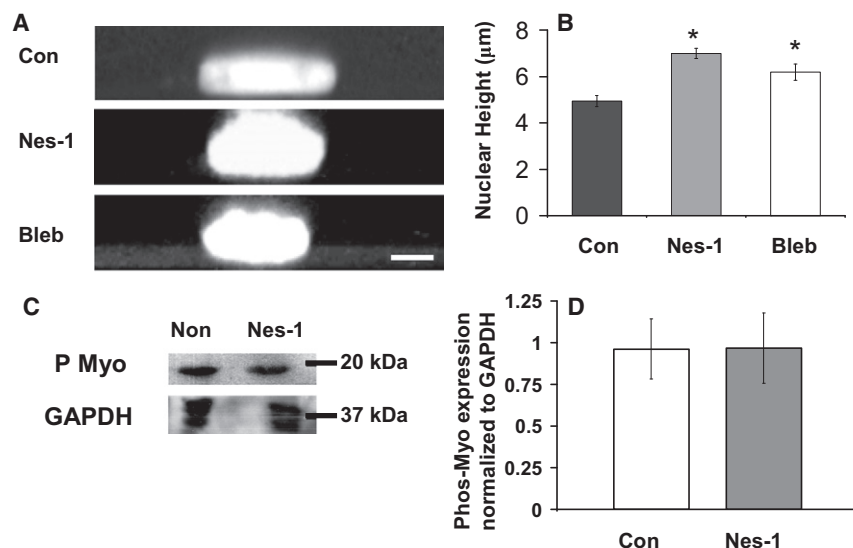 A
Con
Nes-1
Bleb
B
Nuclear Height (μm)
8
6
4
2
0
*
*
Con Nes-1 Bleb
C
Non Nes-1
P Myo
20 kDa
GAPDH
37 kDa
D
Phos-Myo expression
normalized to GAPDH
1.25
1
0.75
0.5
0.25
0
Con Nes-1